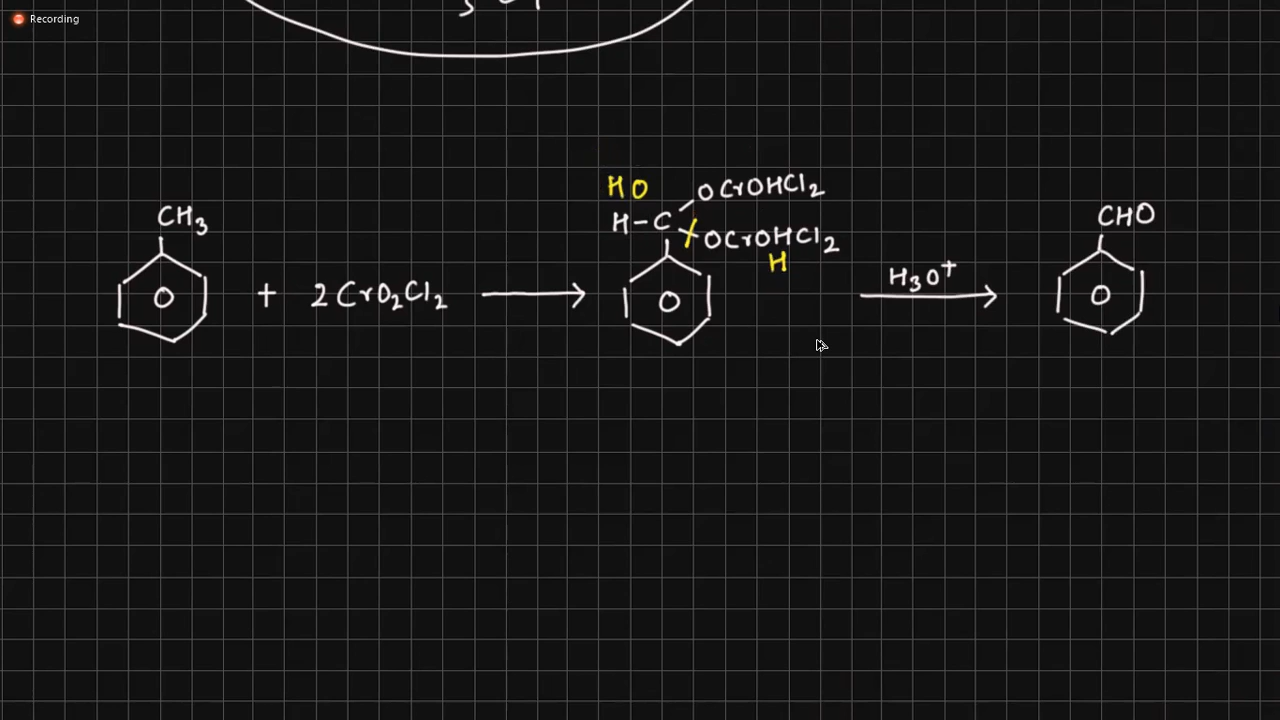 Recording
HO
OCrOHCl2
CH3
H-C
OCrOHCl2
CHO
H
+ 2CrO2Cl2
H3O+